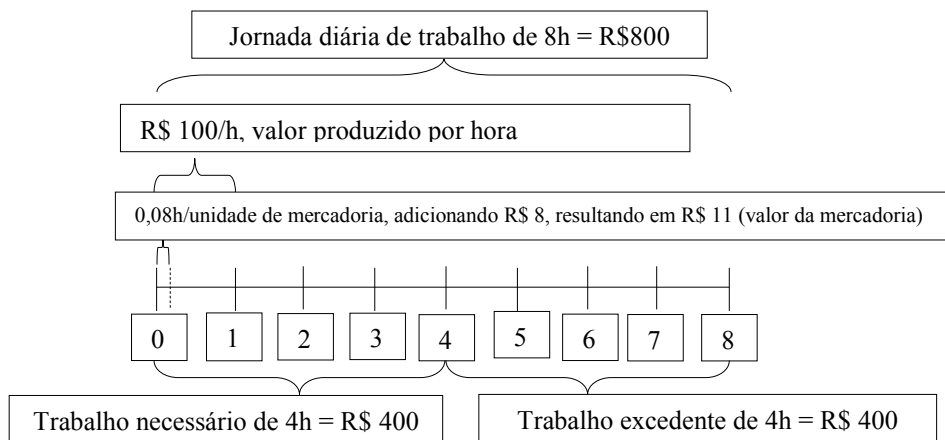 Jornada diária de trabalho de 8h = R$800
R$ 100/h, valor produzido por hora
0,08h/unidade de mercadoria, adicionando R$ 8, resultando em R$ 11 (valor da mercadoria)
0 1 2 3 4 5 6 7 8
Trabalho necessário de 4h = R$ 400 Trabalho excedente de 4h = R$ 400